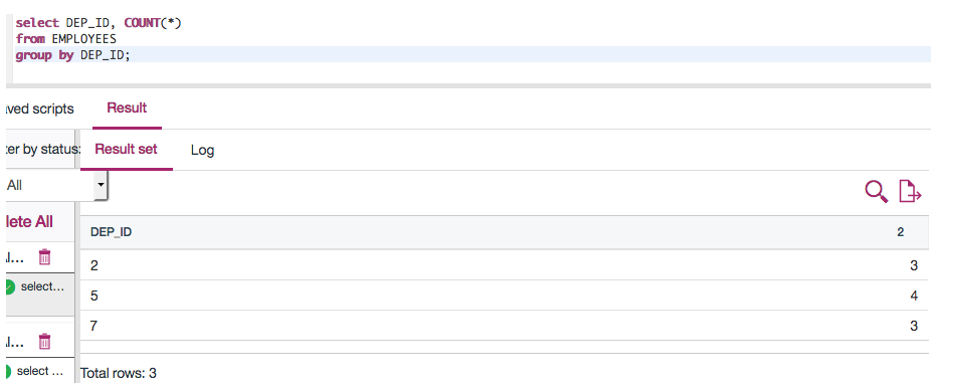 select DEP_ID, COUNT(*)
from EMPLOYEES
group by DEP_ID;
aved scripts Result
ter by status: Result set Log
All
lete All
DEP_ID 2
2 3
5 4
7 3
l...
select...
l...
select ...
Total rows: 3